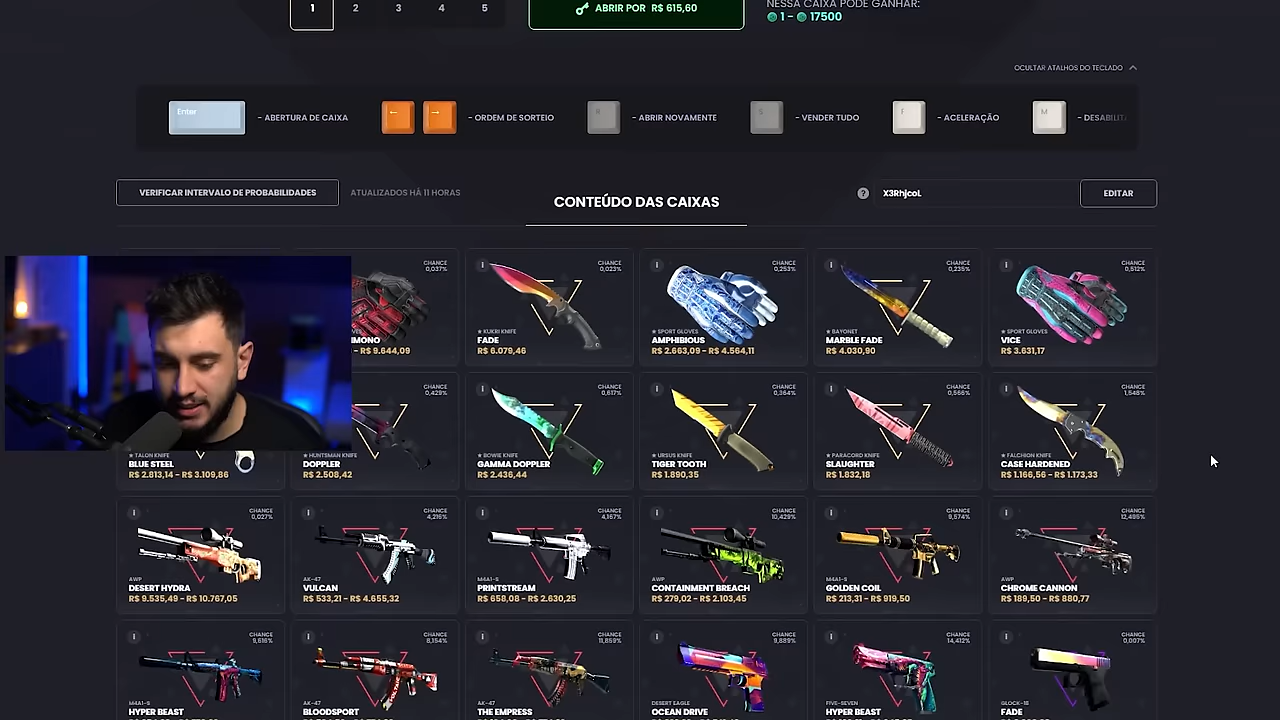 1 2 3 4 5
ABRIR POR R$ 615,60
NESSA CAIXA PODE GANHAR:
1 - 17500
OCULTAR ATALHOS DO TECLADO
Enter
- ABERTURA DE CAIXA
← →
- ORDEM DE SORTEIO
- ABRIR NOVAMENTE
S
- VENDER TUDO
F
- ACELERAÇÃO
M
- DESABILIT
VERIFICAR INTERVALO DE PROBABILIDADES
ATUALIZADOS HÁ 11 HORAS
CONTEÚDO DAS CAIXAS
X3RhjcoL
EDITAR
CHANCE
0,037%
MONO
- R$ 9.644,09
CHANCE
0,023%
★ KUKRI KNIFE
FADE
R$ 6.079,46
CHANCE
0,253%
★ SPORT GLOVES
AMPHIBIOUS
R$ 2.663,09 - R$ 4.564,11
CHANCE
0,235%
★ BAYONET
MARBLE FADE
R$ 4.030,90
CHANCE
0,512%
★ SPORT GLOVES
VICE
R$ 3.631,17
★ TALON KNIFE
BLUE STEEL
R$ 2.813,14 - R$ 3.109,86
CHANCE
0,429%
★ HUNTSMAN KNIFE
DOPPLER
R$ 2.508,42
CHANCE
0,617%
★ BOWIE KNIFE
GAMMA DOPPLER
R$ 2.436,44
CHANCE
0,364%
★ URSUS KNIFE
TIGER TOOTH
R$ 1.890,35
CHANCE
0,566%
★ PARACORD KNIFE
SLAUGHTER
R$ 1.832,18
CHANCE
1,548%
★ FALCHION KNIFE
CASE HARDENED
R$ 1.166,56 - R$ 1.173,33
CHANCE
0,027%
AWP
DESERT HYDRA
R$ 9.535,49 - R$ 10.767,05
CHANCE
4,216%
AK-47
VULCAN
R$ 533,21 - R$ 4.655,32
CHANCE
4,167%
M4A1-S
PRINTSTREAM
R$ 658,08 - R$ 2.630,25
CHANCE
10,429%
AWP
CONTAINMENT BREACH
R$ 279,02 - R$ 2.103,45
CHANCE
9,574%
M4A1-S
GOLDEN COIL
R$ 213,31 - R$ 919,50
CHANCE
12,495%
AWP
CHROME CANNON
R$ 189,50 - R$ 880,77
CHANCE
9,616%
M4A1-S
HYPER BEAST
CHANCE
8,154%
AK-47
BLOODSPORT
CHANCE
11,859%
AK-47
THE EMPRESS
CHANCE
9,889%
DESERT EAGLE
OCEAN DRIVE
CHANCE
14,412%
FIVE-SEVEN
HYPER BEAST
CHANCE
0,007%
GLOCK-18
FADE